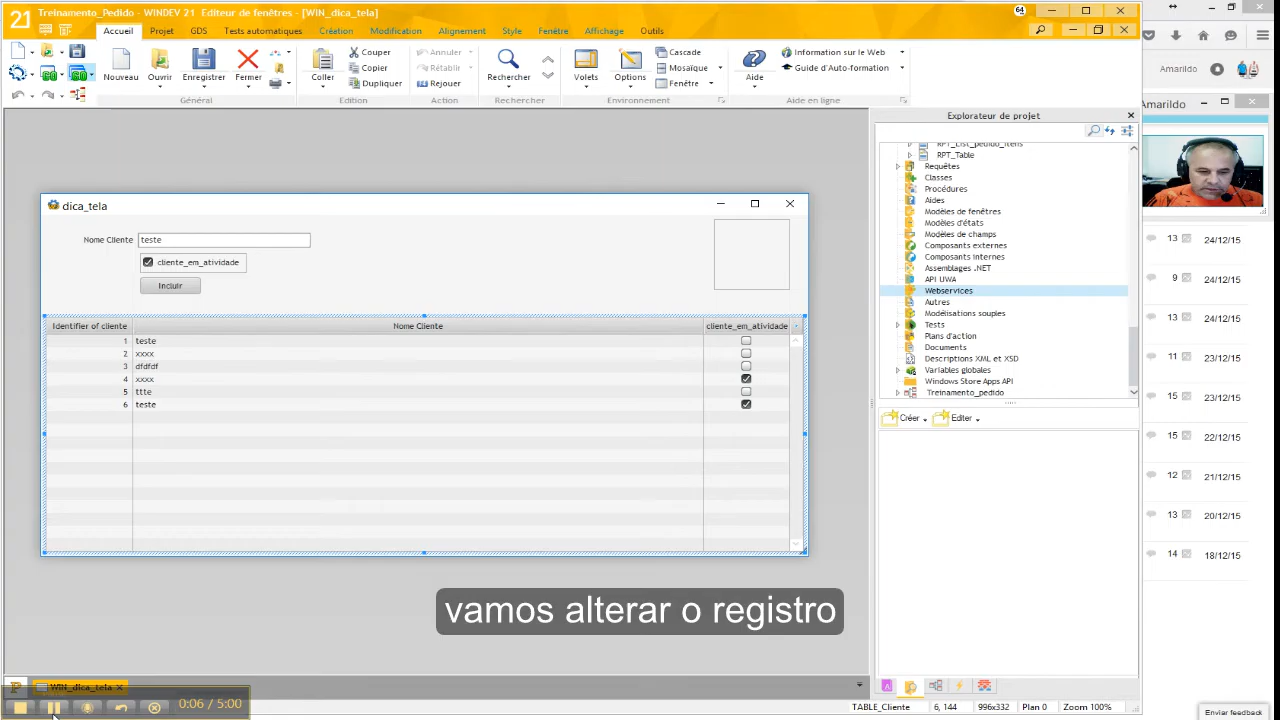 21 Treinamento_Pedido - WINDEV 21 Editeur de fenêtres - [WIN_dica_tela]
64
Accueil Projet GDS Tests automatiques Création Modification Alignement Style Fenêtre Affichage Outils
Nouveau Ouvrir Enregistrer Fermer
Général
Coller
Couper
Copier
Dupliquer
Edition
Annuler
Rétablir
Rejouer
Action
Rechercher
Rechercher
Volets
Options
Cascade
Mosaïque
Fenêtre
Environnement
Aide
Information sur le Web
Guide d'Auto-formation
Aide en ligne
Amarildo
Amarildo
dica_tela
Nome Cliente teste
cliente_em_atividade
Incluir
Identifier of cliente Nome Cliente cliente_em_atividade
1 teste
2 xxxx
3 dfdfdf
4 xxxx
5 ttte
6 teste
vamos alterar o registro
Explorateur de projet
RPT_List_pedido_itens
RPT_Table
Requêtes
Classes
Procédures
Aides
Modèles de fenêtres
Modèles d'états
Modèles de champs
Composants externes
Composants internes
Assemblages .NET
API UWA
Webservices
Autres
Modélisations souples
Tests
Plans d'action
Documents
Descriptions XML et XSD
Variables globales
Windows Store Apps API
Treinamento_pedido
Créer Editer
13 24/12/15
9 24/12/15
13 24/12/15
11 23/12/15
15 23/12/15
15 22/12/15
12 21/12/15
13 20/12/15
14 18/12/15
WIN_dica_tela
0:06 / 5:00
TABLE_Cliente 6, 144 996x332 Plan 0 Zoom 100%
Enviar feedback